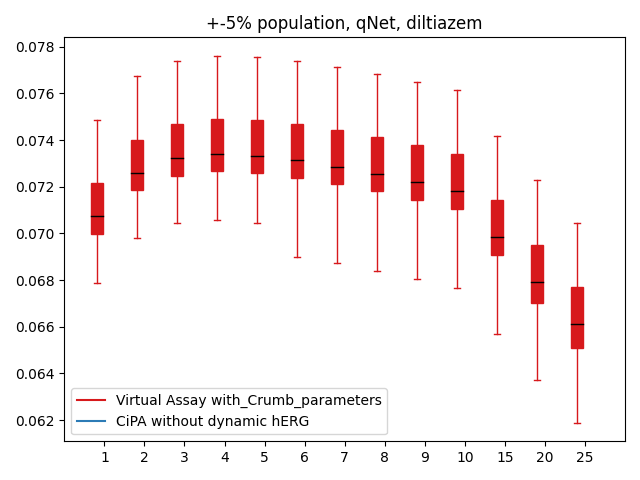 +-5% population, qNet, diltiazem
0.078
0.076
0.074
0.072
0.070
0.068
0.066
0.064
0.062
Virtual Assay with_Crumb_parameters
CiPA without dynamic hERG
1 2 3 4 5 6 7 8 9 10 15 20 25